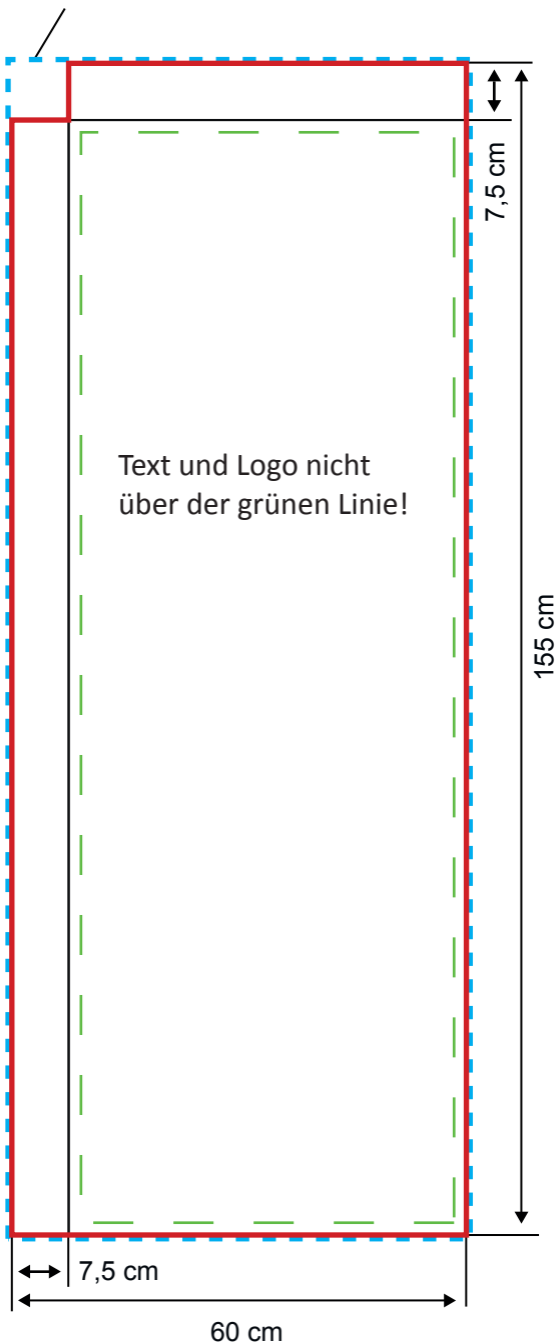 7,5 cm
Text und Logo nicht
über der grünen Linie!
155 cm
7,5 cm
60 cm